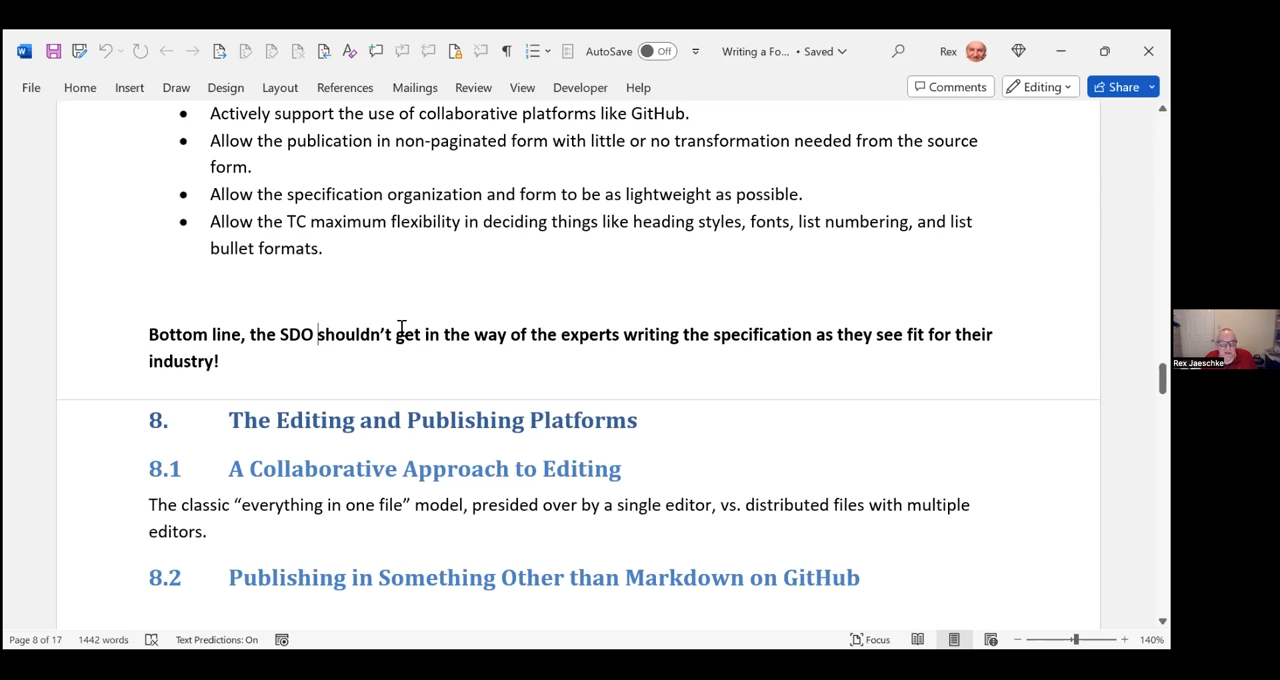 AutoSave Off Writing a Fo... • Saved Rex
File Home Insert Draw Design Layout References Mailings Review View Developer Help Comments Editing Share
• Actively support the use of collaborative platforms like GitHub.
• Allow the publication in non-paginated form with little or no transformation needed from the source
form.
• Allow the specification organization and form to be as lightweight as possible.
• Allow the TC maximum flexibility in deciding things like heading styles, fonts, list numbering, and list
bullet formats.
Bottom line, the SDO shouldn’t get in the way of the experts writing the specification as they see fit for their
industry!
8. The Editing and Publishing Platforms
8.1 A Collaborative Approach to Editing
The classic “everything in one file” model, presided over by a single editor, vs. distributed files with multiple
editors.
8.2 Publishing in Something Other than Markdown on GitHub
Page 8 of 17 1442 words Text Predictions: On Focus 140%
Rex Jaeschke